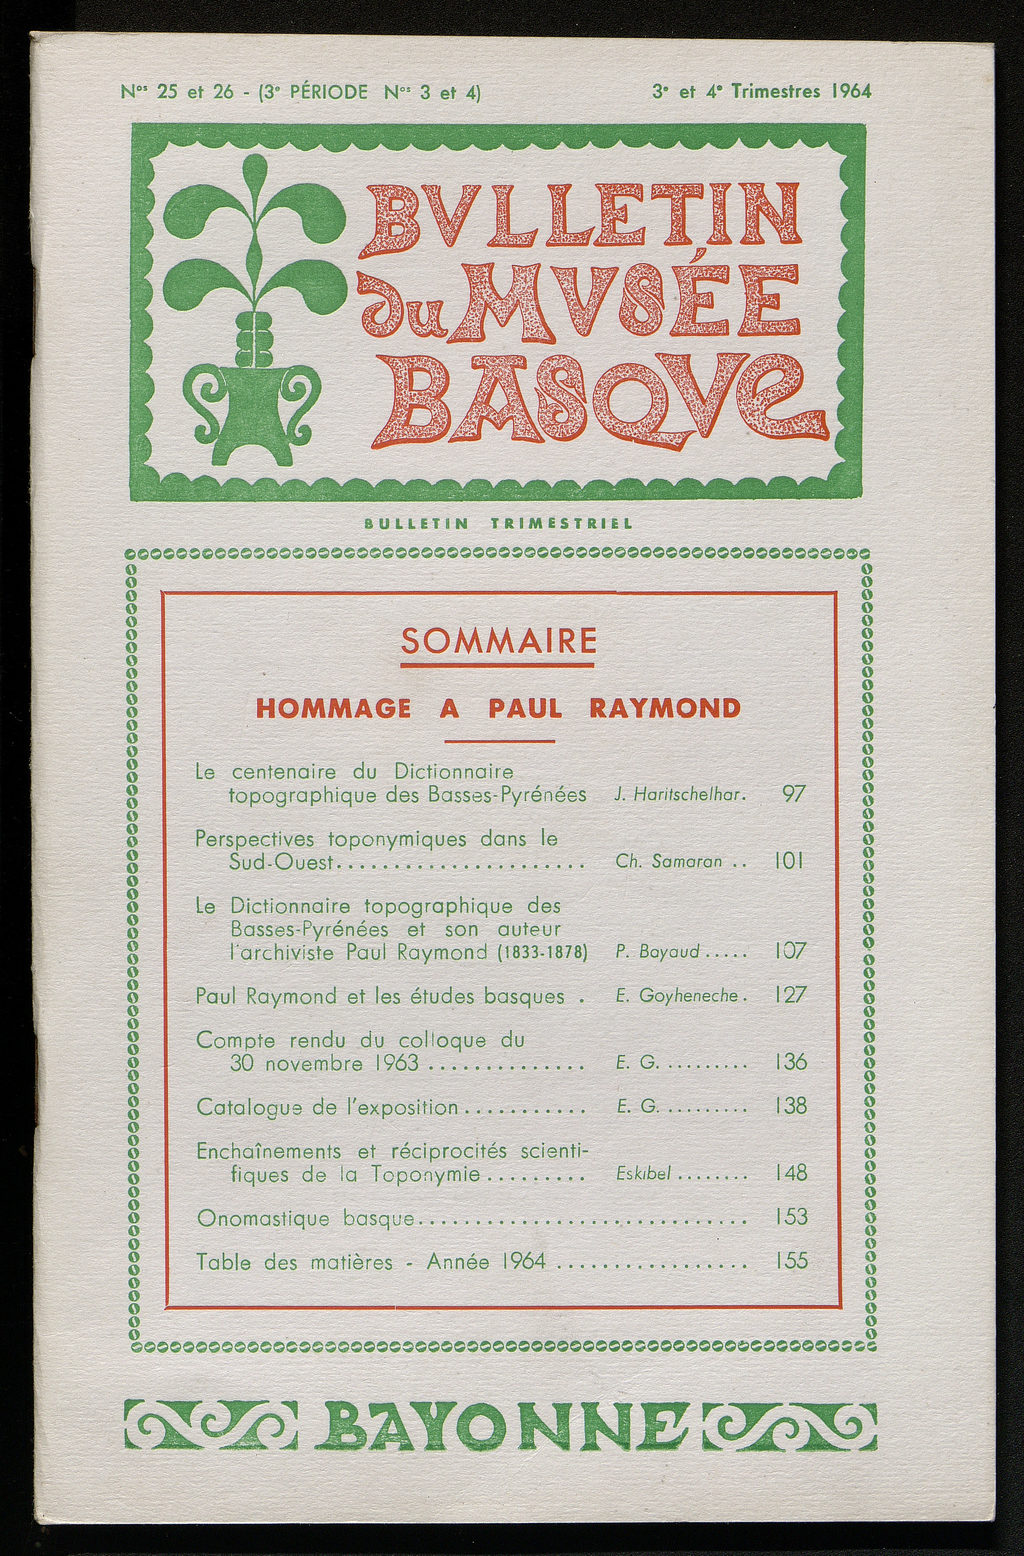 Nos 25 et 26 - (3e PÉRIODE Nos 3 et 4) 3e et 4e Trimestres 1964
BVLLETIN
du MVSÉE
BASQVE
BULLETIN TRIMESTRIEL
SOMMAIRE
HOMMAGE A PAUL RAYMOND
Le centenaire du Dictionnaire
topographique des Basses-Pyrénées J. Haritschelhar. 97
Perspectives toponymiques dans le
Sud-Ouest...................... Ch. Samaran .. 101
Le Dictionnaire topographique des
Basses-Pyrénées et son auteur
l'archiviste Paul Raymond (1833-1878) P. Bayaud ..... 107
Paul Raymond et les études basques . E. Goyheneche. 127
Compte rendu du colloque du
30 novembre 1963 .............. E. G. ......... 136
Catalogue de l'exposition ........... E. G. ......... 138
Enchaînements et réciprocités scienti-
fiques de la Toponymie ......... Eskibel ........ 148
Onomastique basque............................. 153
Table des matières - Année 1964 ................. 155
BAYONNE